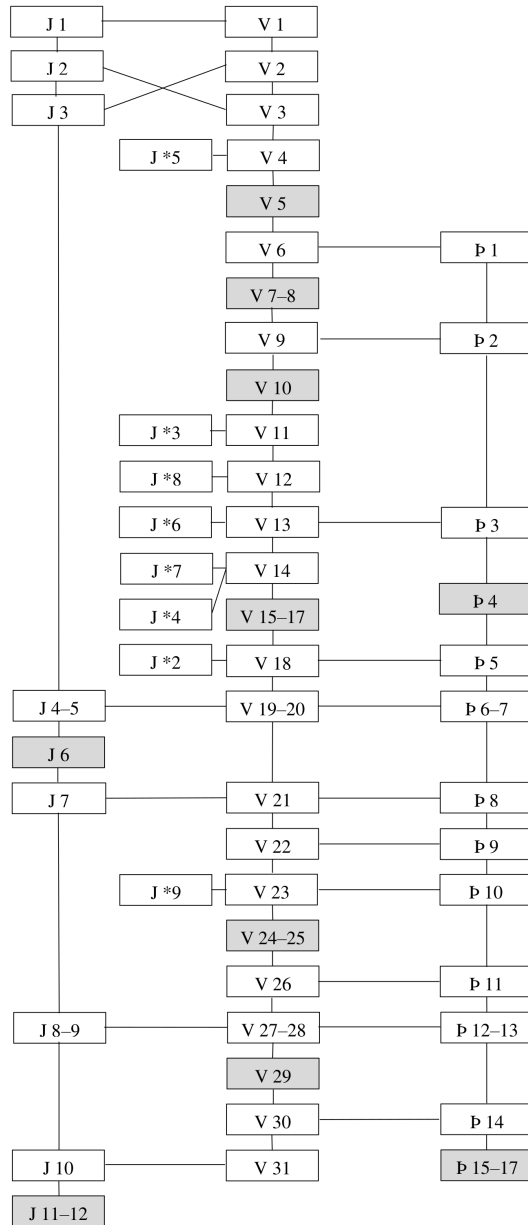 J 1 V 1
J 2 V 2
J 3 V 3
J *5 V 4
V 5
V 6 Þ 1
V 7–8
V 9 Þ 2
V 10
J *3 V 11
J *8 V 12
J *6 V 13 Þ 3
J *7 V 14
Þ 4
J *4 V 15–17
J *2 V 18 Þ 5
J 4–5 V 19–20 Þ 6–7
J 6
J 7 V 21 Þ 8
V 22 Þ 9
J *9 V 23 Þ 10
V 24–25
V 26 Þ 11
J 8–9 V 27–28 Þ 12–13
V 29
V 30 Þ 14
J 10 V 31 Þ 15–17
J 11–12